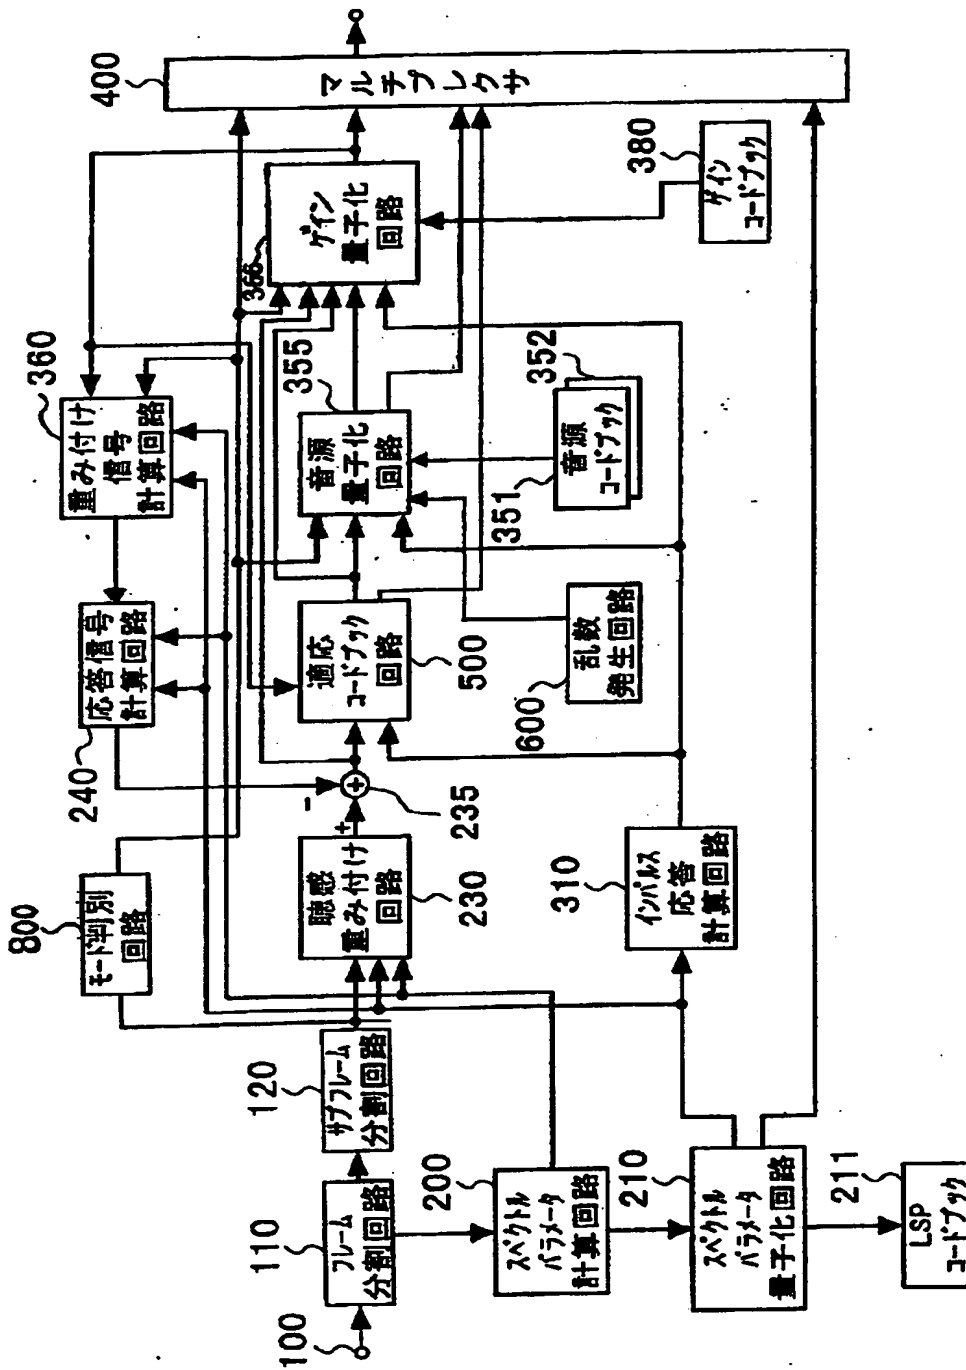 100
110
フレーム
分割回路
120
サブフレーム
分割回路
800
モード判別
回路
200
スペクトル
パラメータ
計算回路
210
スペクトル
パラメータ
量子化回路
211
LSP
コードブック
230
聴感
重み付け
回路
+
-
235
240
応答信号
計算回路
310
インパルス
応答
計算回路
500
適応
コードブック
回路
600
乱数
発生回路
360
重み付け
信号
計算回路
355
音源
量子化
回路
351
352
音源
コードブック
366
ゲイン
量子化
回路
380
ゲイン
コードブック
400
マルチプレクサ